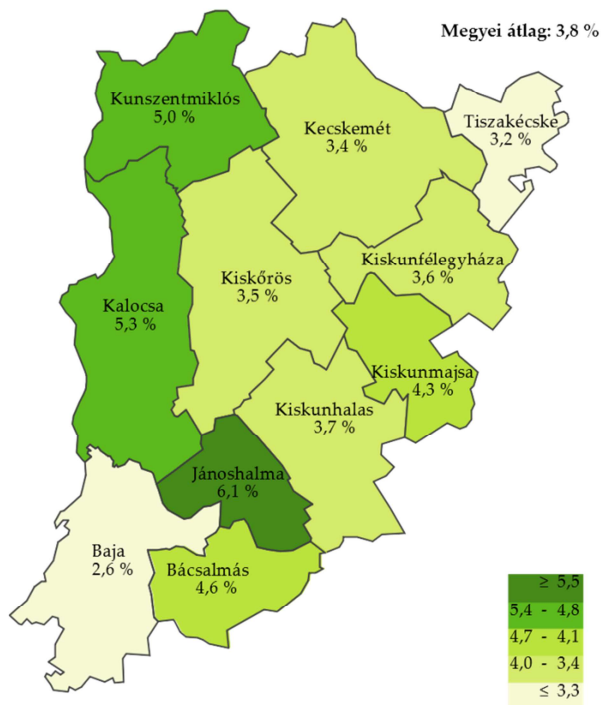 Megyei átlag: 3,8 %
Kunszentmiklós
5,0 %
Kecskemét
3,4 %
Tiszakécske
3,2 %
Kiskunfélegyháza
3,6 %
Kiskőrös
3,5 %
Kalocsa
5,3 %
Kiskunmajsa
4,3 %
Kiskunhalas
3,7 %
Jánoshalma
6,1 %
Baja
2,6 %
Bácsalmás
4,6 %
≥ 5,5
5,4 - 4,8
4,7 - 4,1
4,0 - 3,4
≤ 3,3